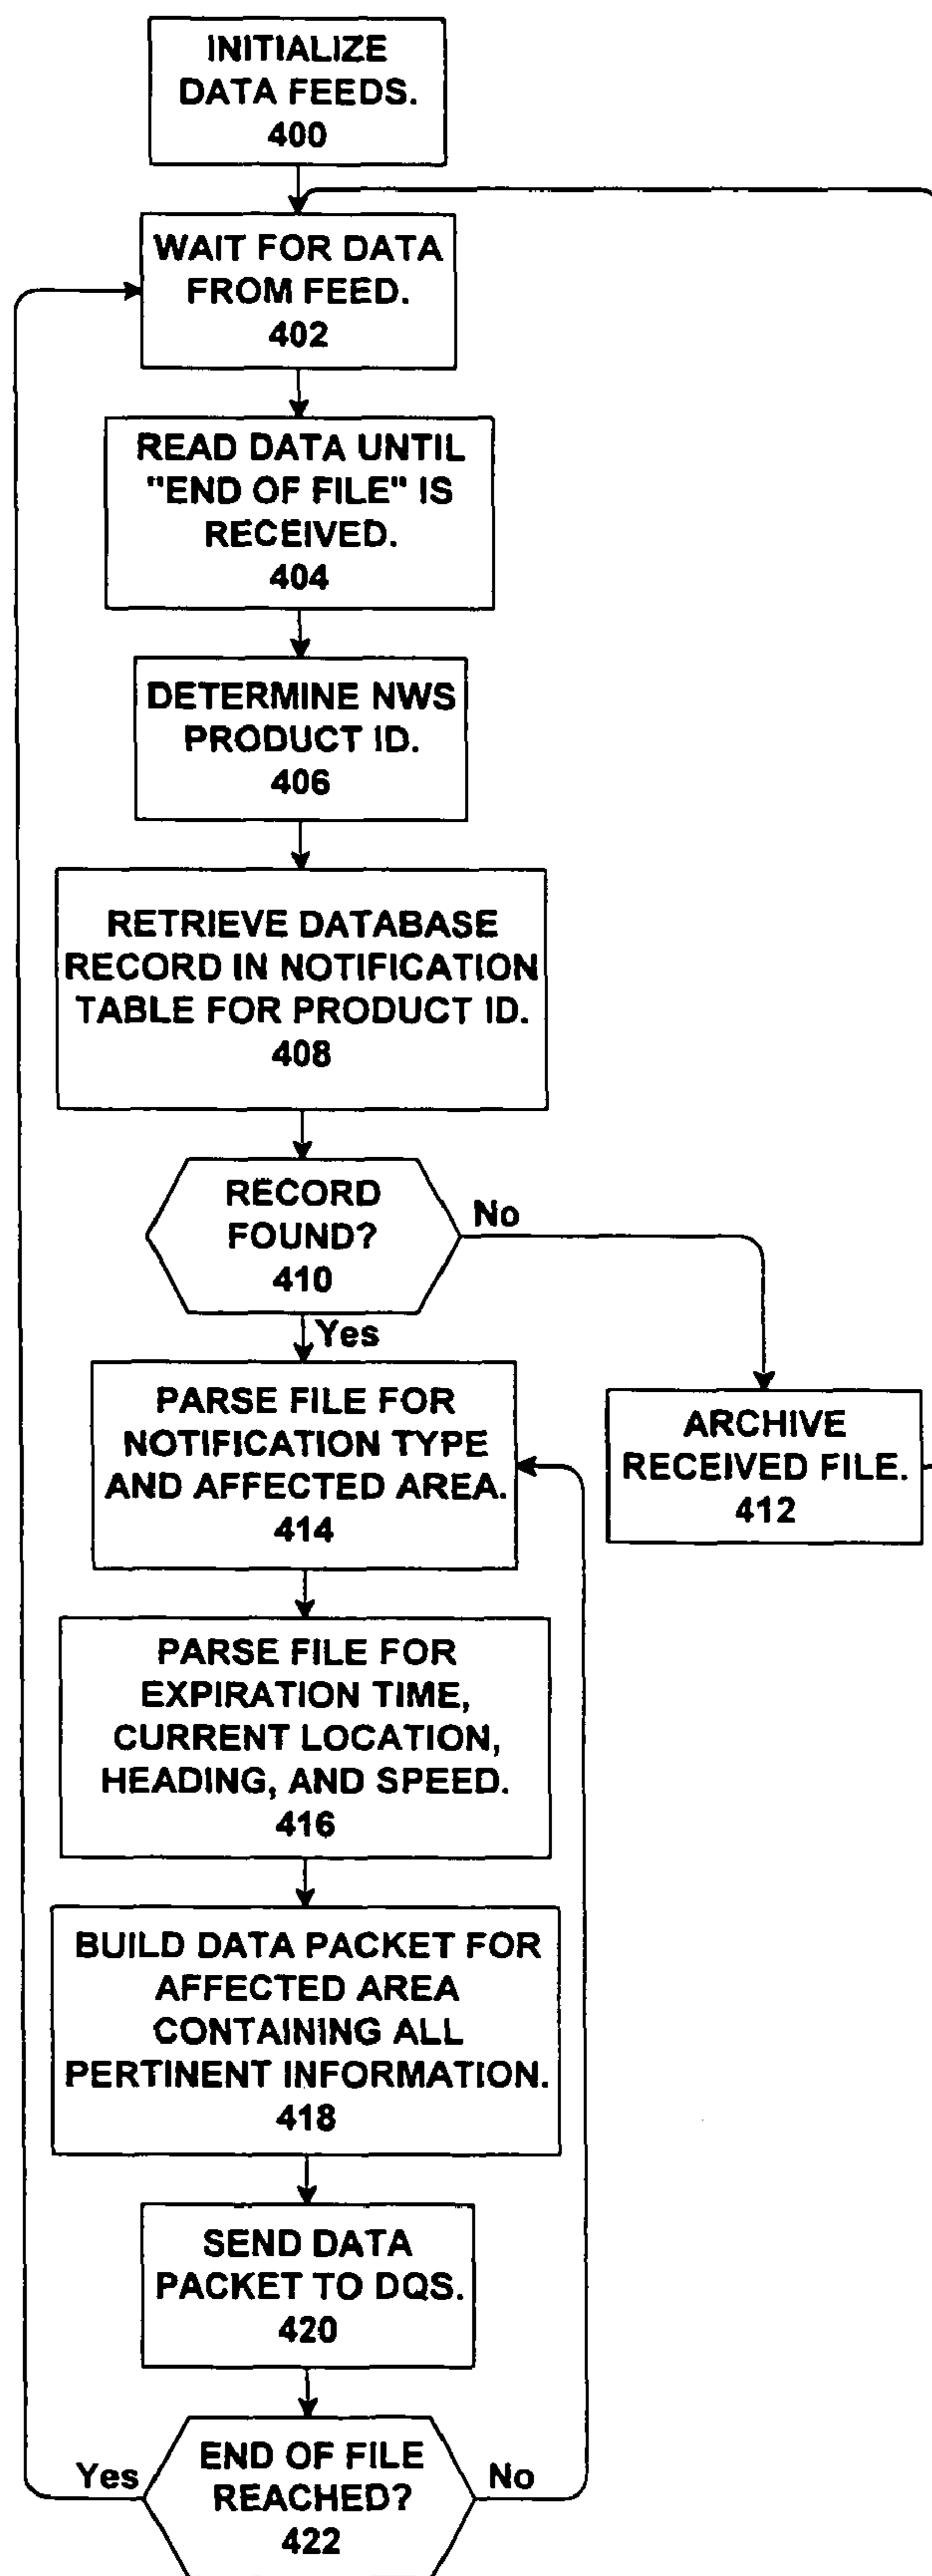 INITIALIZE
DATA FEEDS.
400
WAIT FOR DATA
FROM FEED.
402
READ DATA UNTIL
"END OF FILE" IS
RECEIVED.
404
DETERMINE NWS
PRODUCT ID.
406
RETRIEVE DATABASE
RECORD IN NOTIFICATION
TABLE FOR PRODUCT ID.
408
RECORD
FOUND?
410
No
Yes
PARSE FILE FOR
NOTIFICATION TYPE
AND AFFECTED AREA.
414
ARCHIVE
RECEIVED FILE.
412
PARSE FILE FOR
EXPIRATION TIME,
CURRENT LOCATION,
HEADING, AND SPEED.
416
BUILD DATA PACKET FOR
AFFECTED AREA
CONTAINING ALL
PERTINENT INFORMATION.
418
SEND DATA
PACKET TO DQS.
420
END OF FILE
REACHED?
422
Yes
No